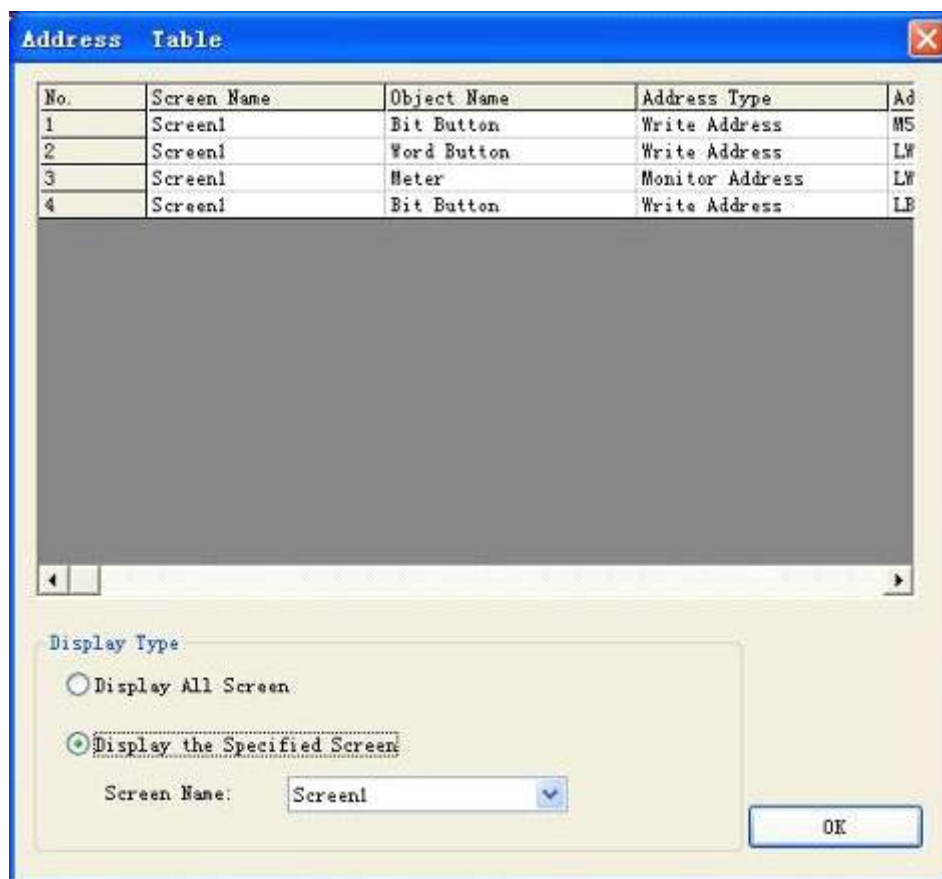 Address Table
No. Screen Name Object Name Address Type Ad
1 Screen1 Bit Button Write Address M5
2 Screen1 Word Button Write Address LW
3 Screen1 Meter Monitor Address LW
4 Screen1 Bit Button Write Address LB
Display Type
Display All Screen
Display the Specified Screen
Screen Name: Screen1
OK